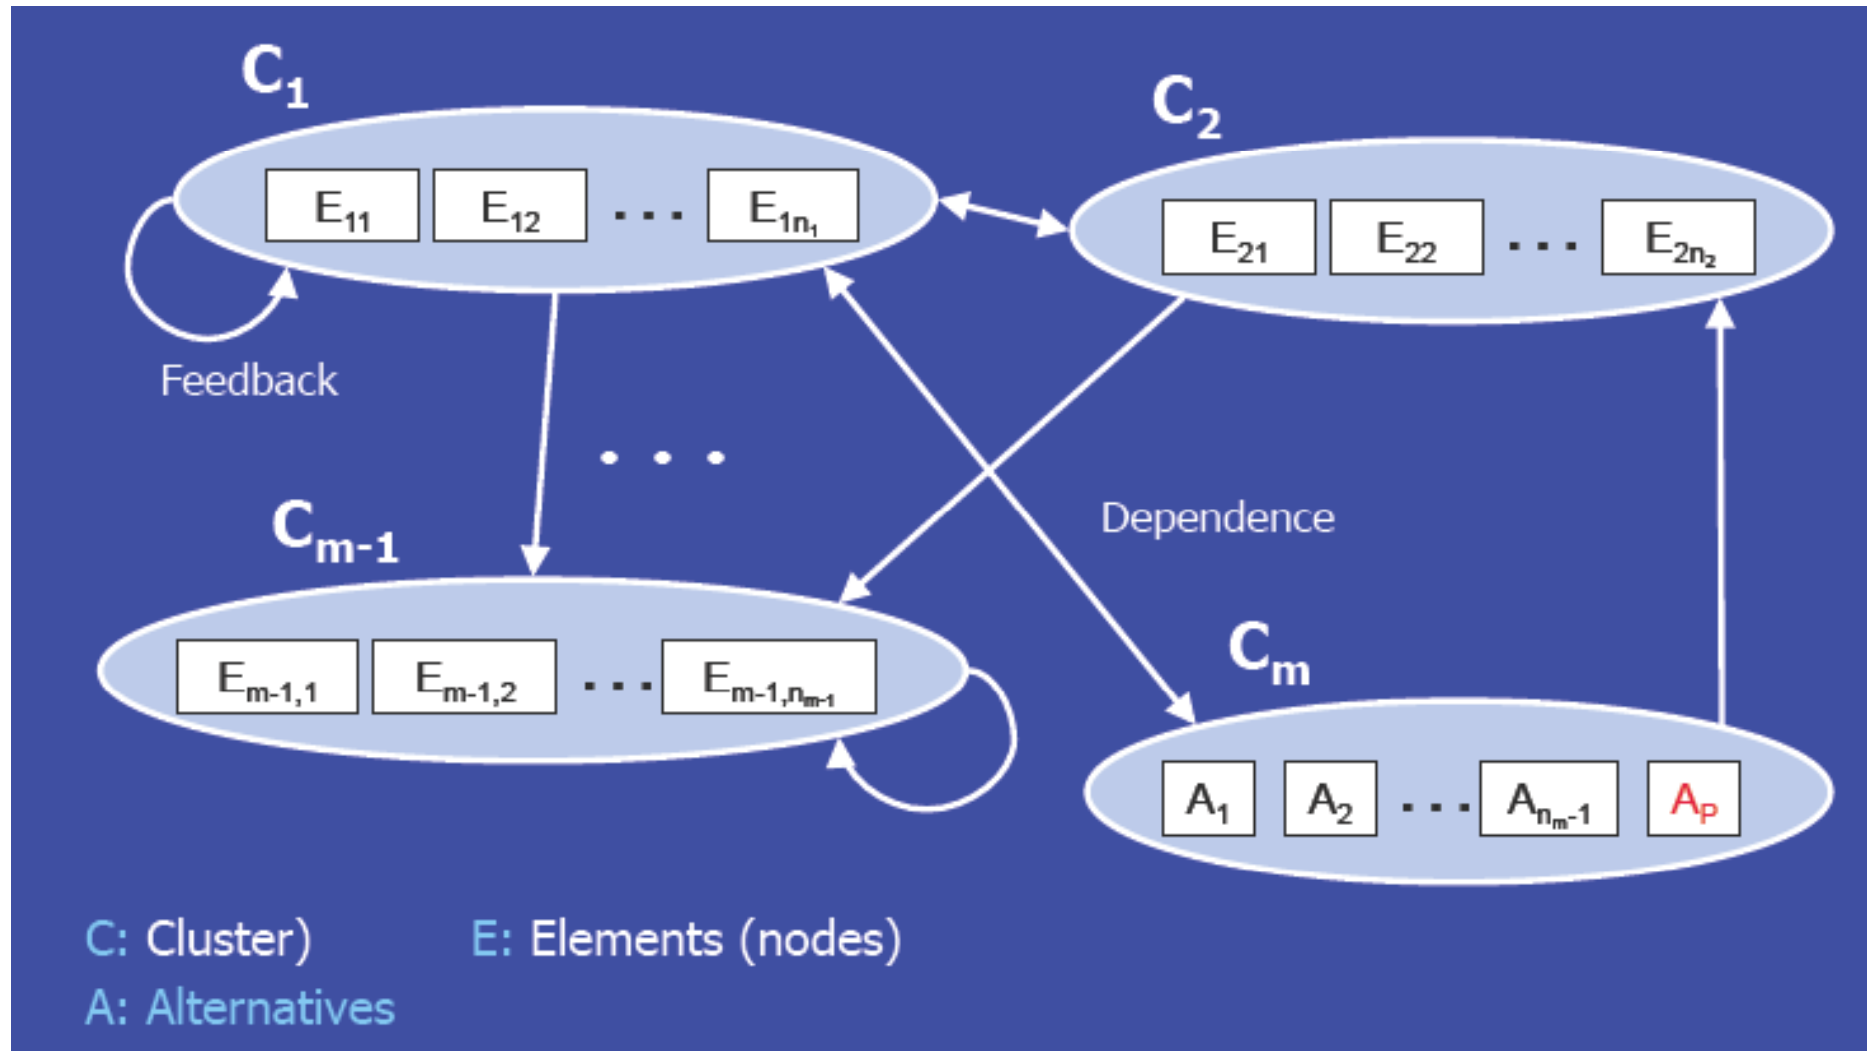 C₁
C₂
E₁₁ E₁₂ ... E₁ₙ₁
E₂₁ E₂₂ ... E₂ₙ₂
Feedback
...
Cm-1
Dependence
Em-1,1 Em-1,2 ... Em-1,nm-1
Cm
A₁ A₂ ... Anm-1 AP
C: Cluster) E: Elements (nodes)
A: Alternatives